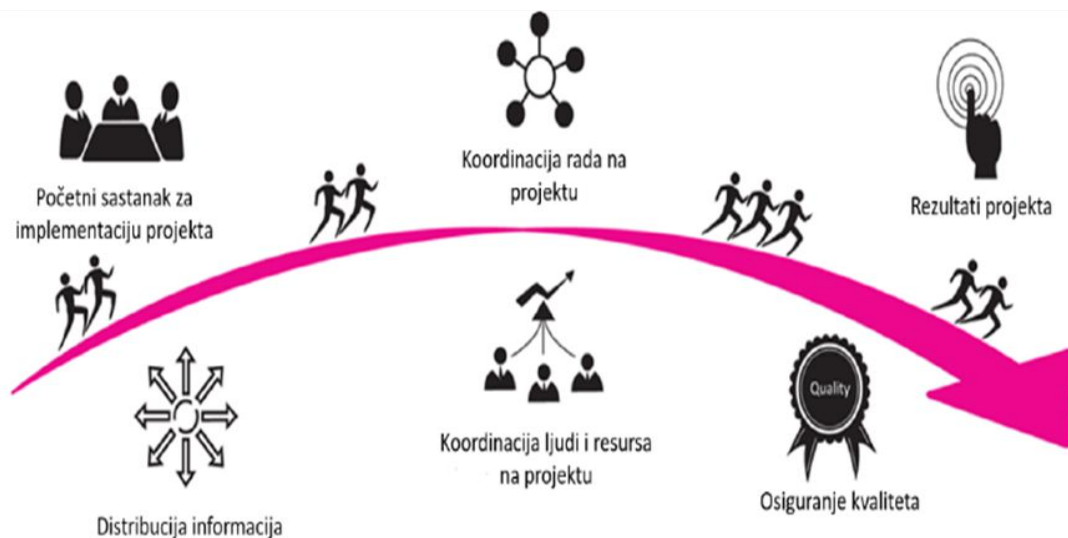 Početni sastanak za
implementaciju projekta
Distribucija informacija
Koordinacija rada na
projektu
Koordinacija ljudi i resursa
na projektu
Quality
Osiguranje kvaliteta
Rezultati projekta